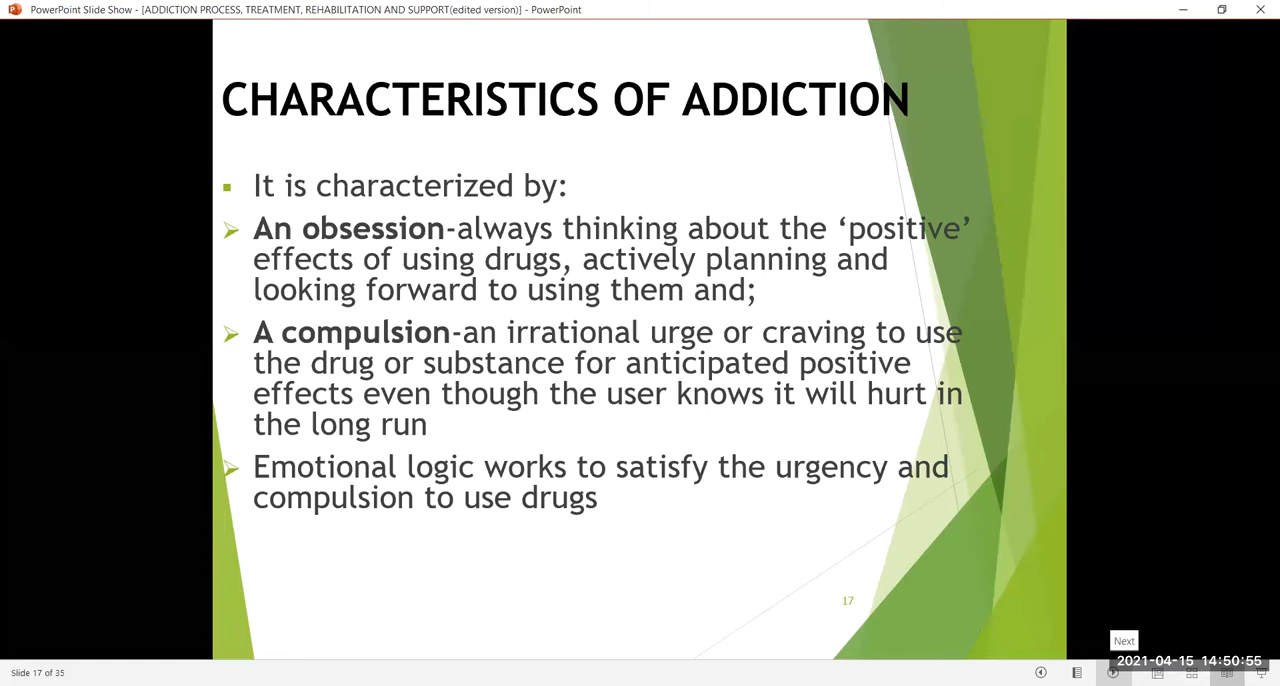 PowerPoint Slide Show - [ADDICTION PROCESS, TREATMENT, REHABILITATION AND SUPPORT(edited version)] - PowerPoint
CHARACTERISTICS OF ADDICTION
It is characterized by:
An obsession-always thinking about the ‘positive’
effects of using drugs, actively planning and
looking forward to using them and;
A compulsion-an irrational urge or craving to use
the drug or substance for anticipated positive
effects even though the user knows it will hurt in
the long run
Emotional logic works to satisfy the urgency and
compulsion to use drugs
17
Next
2021-04-15 14:50:55
Slide 17 of 35